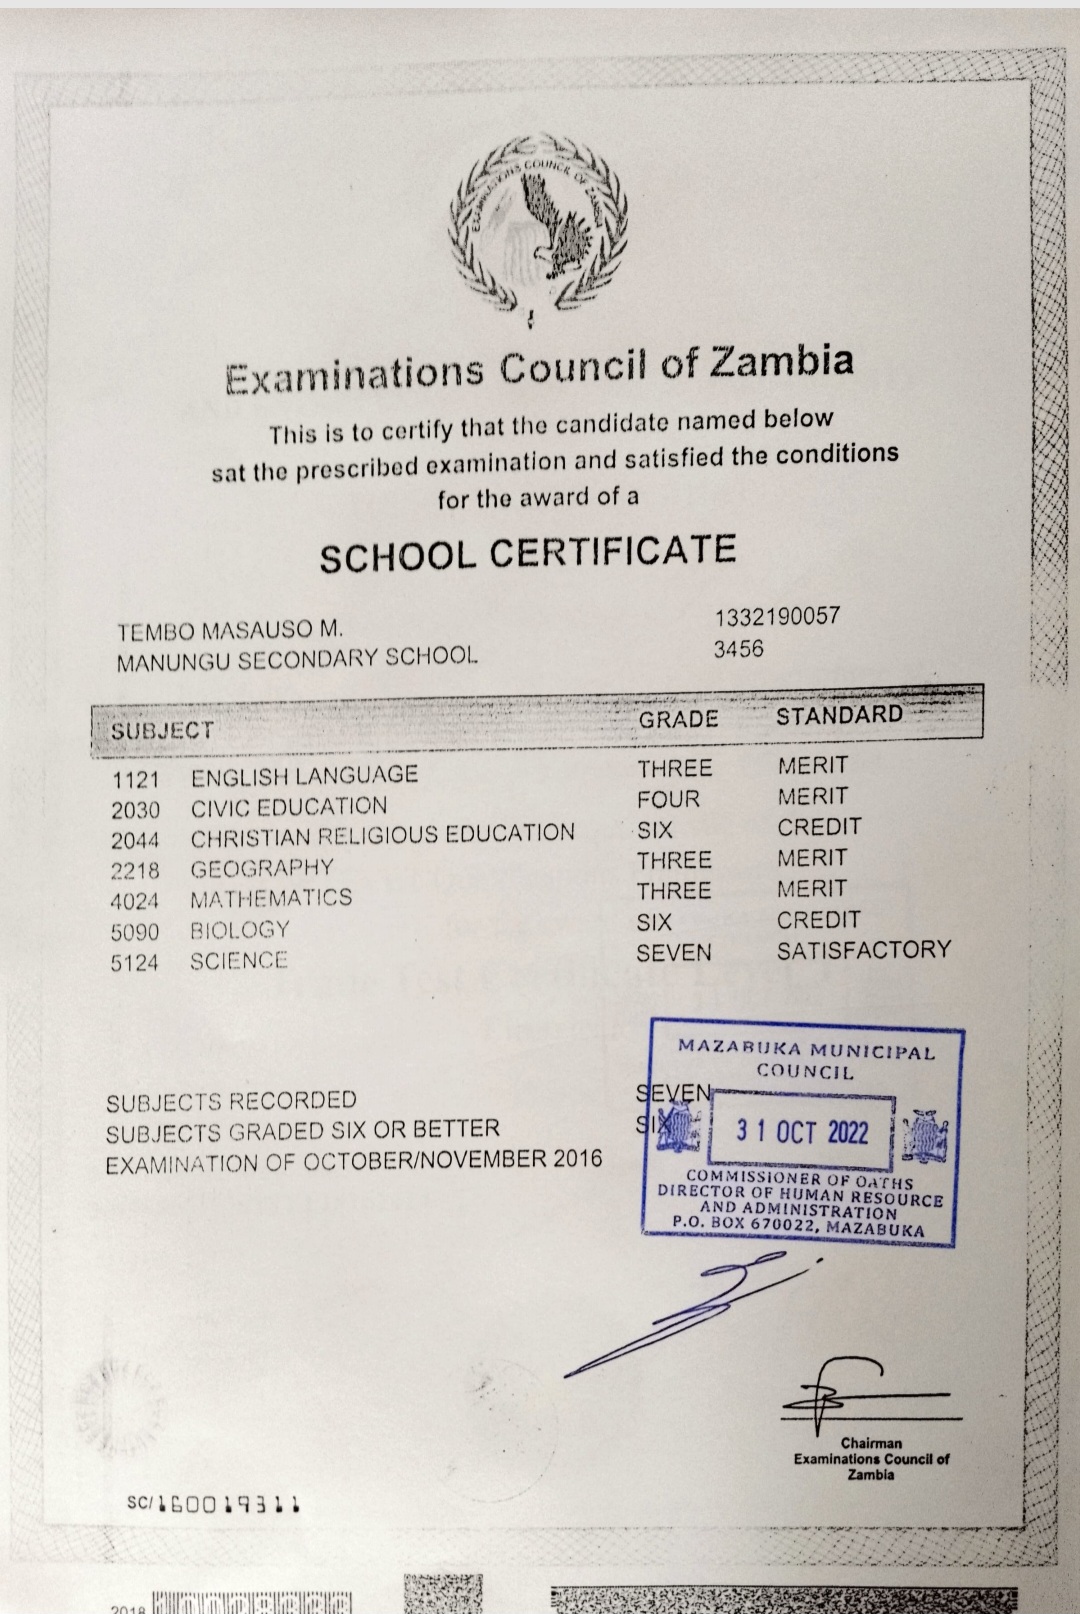 EXAMINATIONS COUNCIL OF ZAMBIA
Examinations Council of Zambia
This is to certify that the candidate named below
sat the prescribed examination and satisfied the conditions
for the award of a
SCHOOL CERTIFICATE
TEMBO MASAUSO M. 1332190057
MANUNGU SECONDARY SCHOOL 3456
SUBJECT GRADE STANDARD
1121 ENGLISH LANGUAGE THREE MERIT
2030 CIVIC EDUCATION FOUR MERIT
2044 CHRISTIAN RELIGIOUS EDUCATION SIX CREDIT
2218 GEOGRAPHY THREE MERIT
4024 MATHEMATICS THREE MERIT
5090 BIOLOGY SIX CREDIT
5124 SCIENCE SEVEN SATISFACTORY
SUBJECTS RECORDED SEVEN
SUBJECTS GRADED SIX OR BETTER SIX
EXAMINATION OF OCTOBER/NOVEMBER 2016
MAZABUKA MUNICIPAL
COUNCIL
31 OCT 2022
COMMISSIONER OF OATHS
DIRECTOR OF HUMAN RESOURCE
AND ADMINISTRATION
P.O. BOX 670022, MAZABUKA
Chairman
Examinations Council of
Zambia
SC/160019311
2018